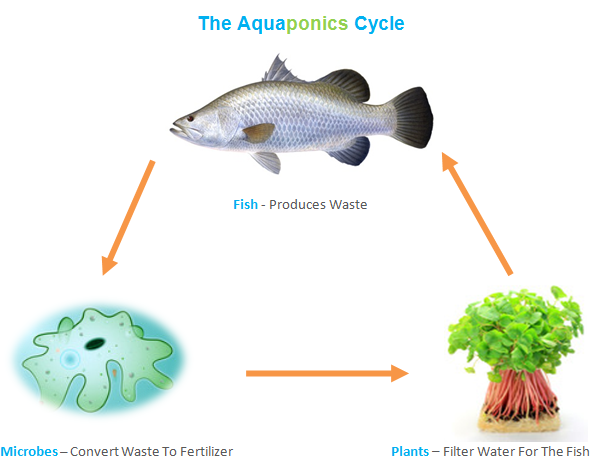 The Aquaponics Cycle
Fish - Produces Waste
Microbes – Convert Waste To Fertilizer
Plants – Filter Water For The Fish